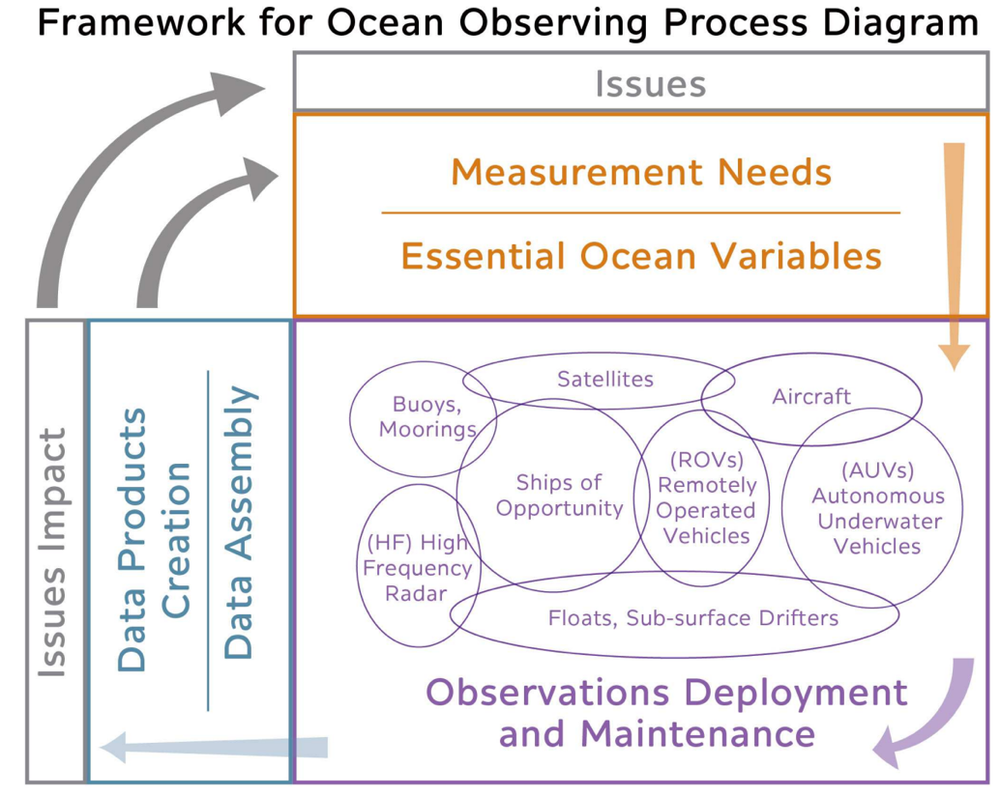 Framework for Ocean Observing Process Diagram
Issues
Measurement Needs
Essential Ocean Variables
Issues Impact
Data Products
Creation
Data Assembly
Buoys,
Moorings
Satellites
Aircraft
Ships of
Opportunity
(ROVs)
Remotely
Operated
Vehicles
(AUVs)
Autonomous
Underwater
Vehicles
(HF) High
Frequency
Radar
Floats, Sub-surface Drifters
Observations Deployment
and Maintenance